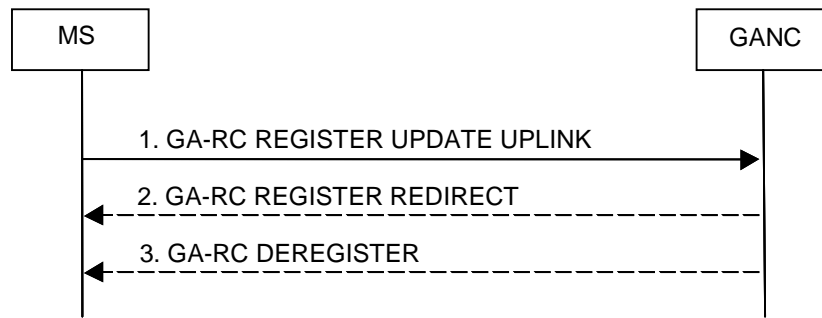 MS
GANC
1. GA-RC REGISTER UPDATE UPLINK
2. GA-RC REGISTER REDIRECT
3. GA-RC DEREGISTER